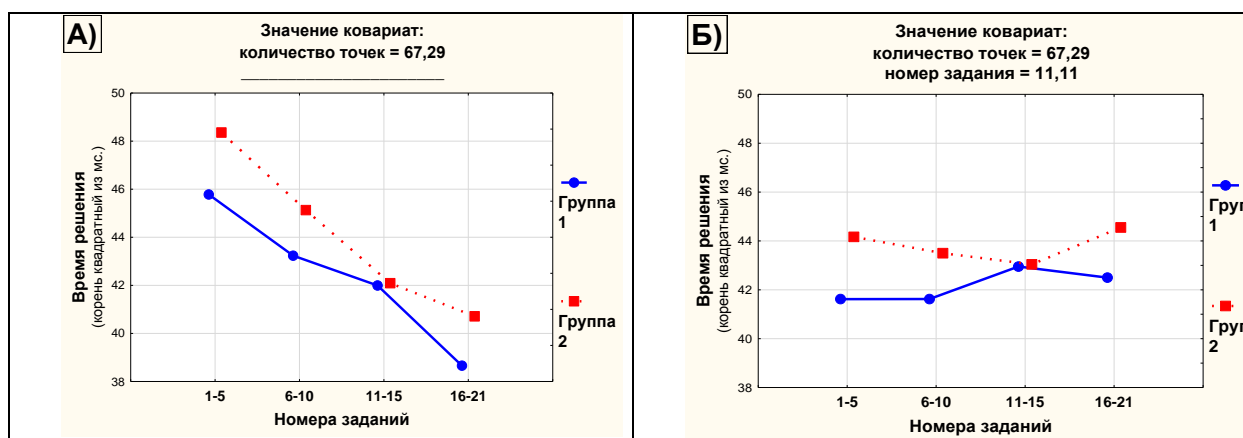 А)
Значение ковариат:
количество точек = 67,29
Время решения
(корень квадратный из мс.)
50
48
46
44
42
40
38
1-5
6-10
11-15
16-21
Номера заданий
Группа
1
Группа
2
Б)
Значение ковариат:
количество точек = 67,29
номер задания = 11,11
Время решения
(корень квадратный из мс.)
50
48
46
44
42
40
38
1-5
6-10
11-15
16-21
Номера заданий
1
2